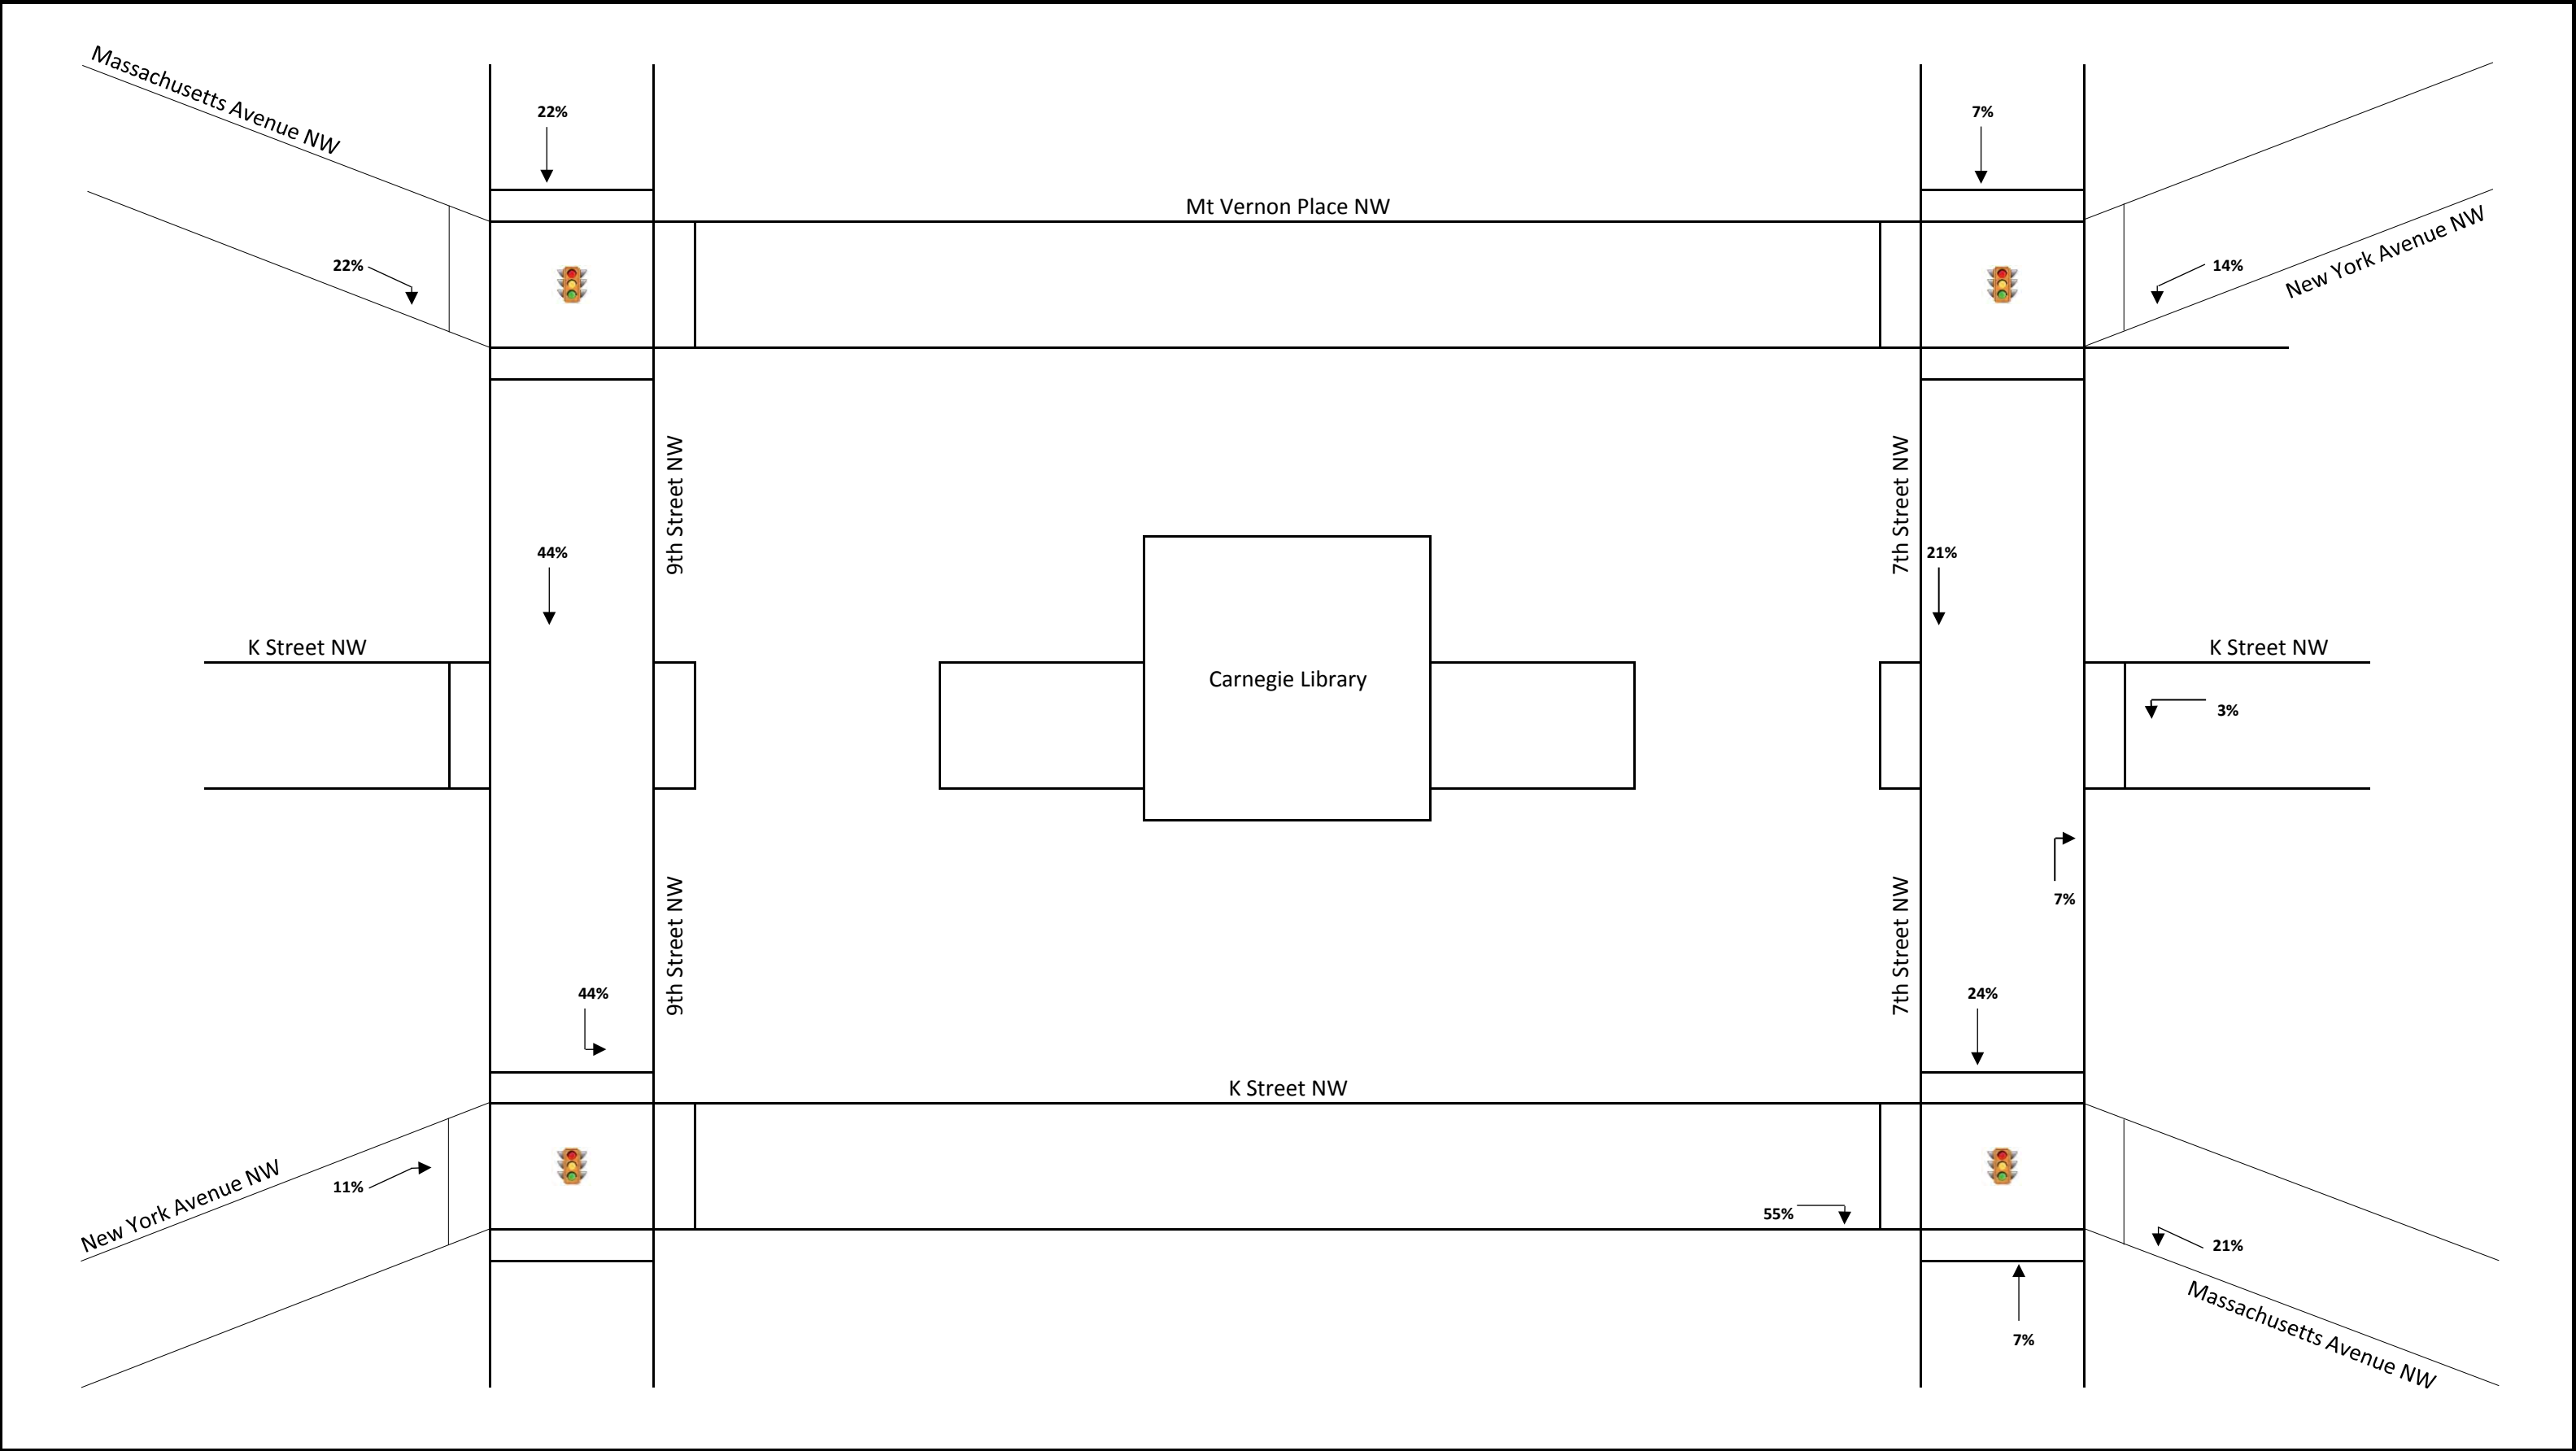 Massachusetts Avenue NW
22%
7%
Mt Vernon Place NW
22%
14%
New York Avenue NW
9th Street NW
7th Street NW
44%
21%
K Street NW
K Street NW
Carnegie Library
3%
7%
9th Street NW
7th Street NW
44%
24%
K Street NW
New York Avenue NW
11%
55%
21%
Massachusetts Avenue NW
7%